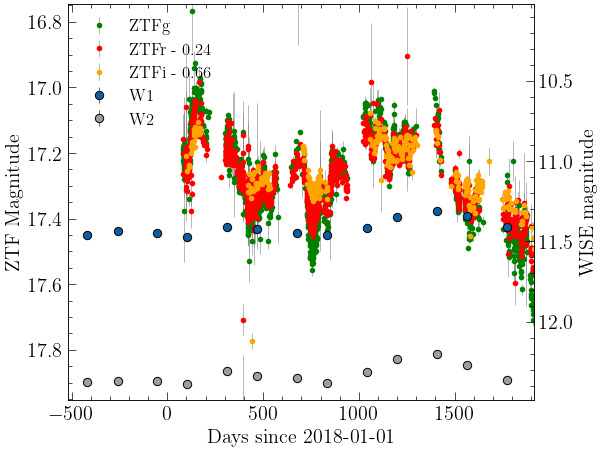 ZTFg
ZTFr - 0.24
ZTFi - 0.66
W1
W2
16.8
17.0
17.2
17.4
17.6
17.8
ZTF Magnitude
10.5
11.0
11.5
12.0
WISE magnitude
−500 0 500 1000 1500
Days since 2018-01-01